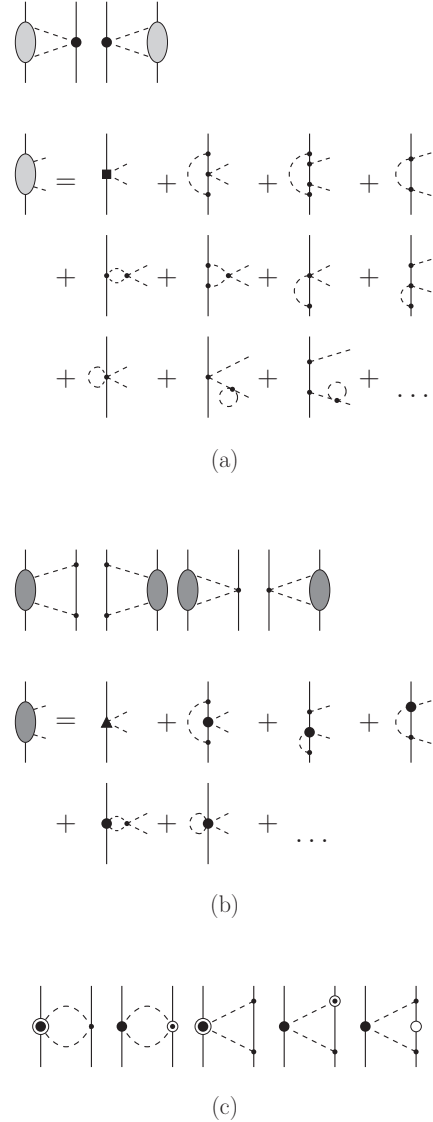 = + + +
+ + + +
+ + + + ...
(a)
= + + +
+ + + ...
(b)
(c)